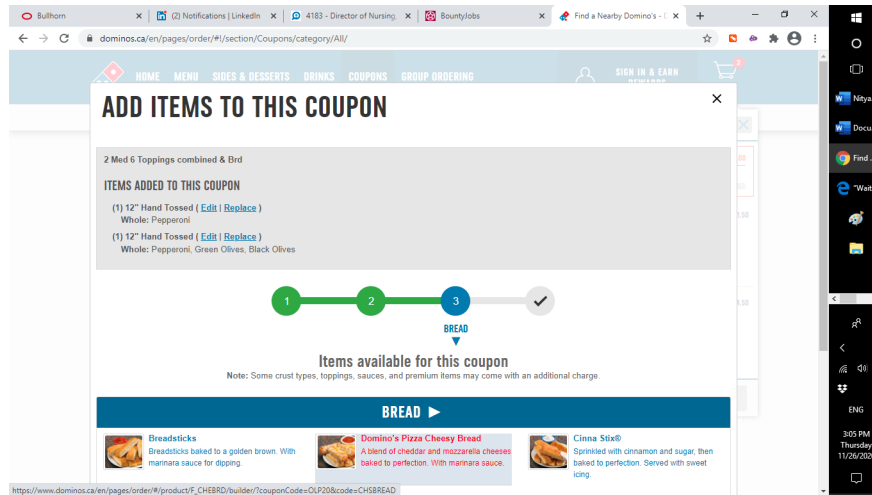 Bullhorn
(2) Notifications | LinkedIn
4183 - Director of Nursing
BountyJobs
Find a Nearby Domino's -
dominos.ca/en/pages/order/#!/section/Coupons/category/All/
HOME MENU SIDES & DESSERTS DRINKS COUPONS GROUP ORDERING
SIGN IN & EARN
REWARDS
2
ADD ITEMS TO THIS COUPON
2 Med 6 Toppings combined & Brd
ITEMS ADDED TO THIS COUPON
(1) 12" Hand Tossed ( Edit | Replace )
Whole: Pepperoni
(1) 12" Hand Tossed ( Edit | Replace )
Whole: Pepperoni, Green Olives, Black Olives
1 2 3
BREAD
Items available for this coupon
Note: Some crust types, toppings, sauces, and premium items may come with an additional charge.
BREAD
Breadsticks
Breadsticks baked to a golden brown. With
marinara sauce for dipping.
Domino's Pizza Cheesy Bread
A blend of cheddar and mozzarella cheeses
baked to perfection. With marinara sauce.
Cinna Stix®
Sprinkled with cinnamon and sugar, then
baked to perfection. Served with sweet
icing.
https://www.dominos.ca/en/pages/order/#/product/F_CHEBRD/builder/?couponCode=OLP20&code=CHSBREAD
Nitya
Docu
Find
"Wait
ENG
3:05 PM
Thursday
11/26/202